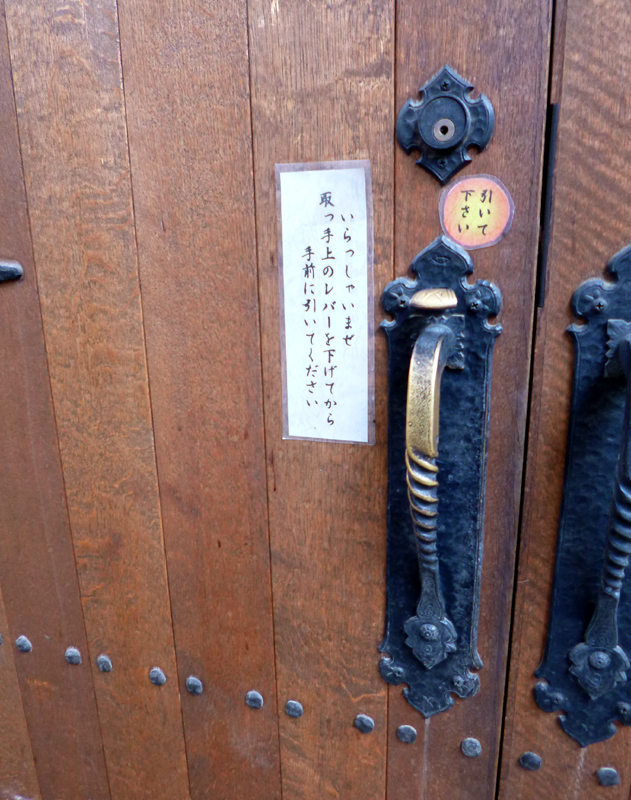 いらっしゃいませ
取っ手上のレバーを下げてから
手前に引いてください
引いて
下さい